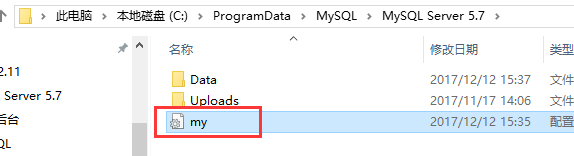 此电脑 › 本地磁盘 (C:) › ProgramData › MySQL › MySQL Server 5.7 ›
名称 修改日期 类型
2.11
Data 2017/12/12 15:37 文件
Server 5.7
Uploads 2017/11/17 14:06 文件
后台
my 2017/12/12 15:35 配置
QL